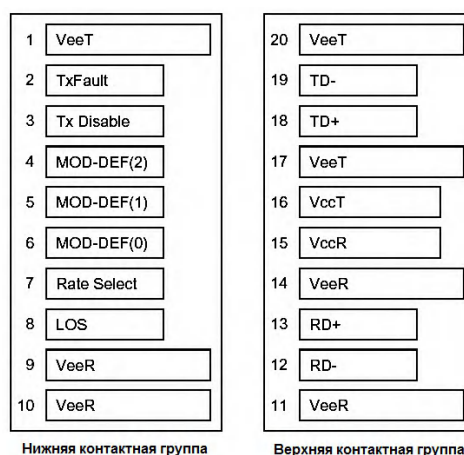 1 VeeT
2 TxFault
3 Tx Disable
4 MOD-DEF(2)
5 MOD-DEF(1)
6 MOD-DEF(0)
7 Rate Select
8 LOS
9 VeeR
10 VeeR
Нижняя контактная группа
20 VeeT
19 TD-
18 TD+
17 VeeT
16 VccT
15 VccR
14 VeeR
13 RD+
12 RD-
11 VeeR
Верхняя контактная группа